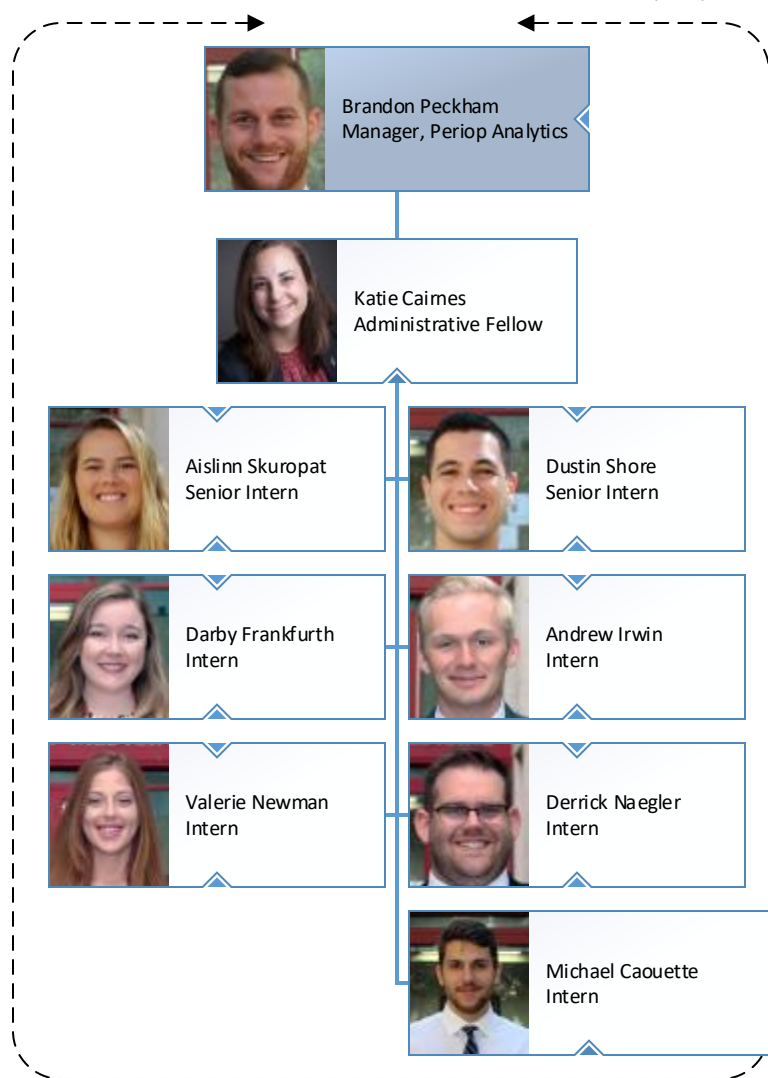 Brandon Peckham
Manager, Periop Analytics
Katie Cairnes
Administrative Fellow
Aislinn Skuropat
Senior Intern
Dustin Shore
Senior Intern
Darby Frankfurth
Intern
Andrew Irwin
Intern
Valerie Newman
Intern
Derrick Naegler
Intern
Michael Caouette
Intern